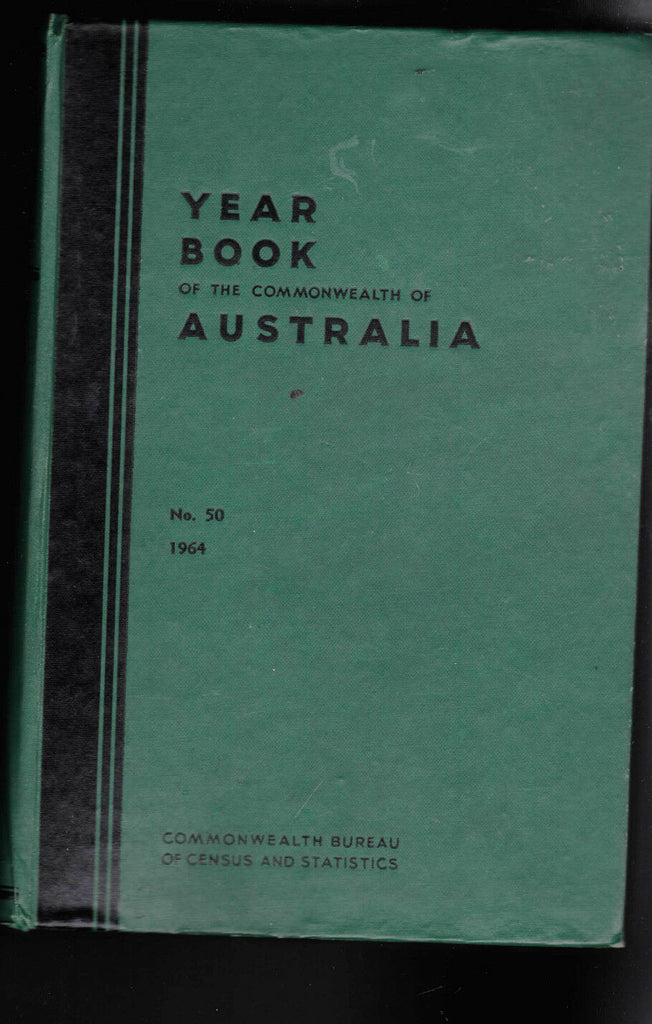 YEAR
BOOK
OF THE COMMONWEALTH OF
AUSTRALIA
No. 50
1964
COMMONWEALTH BUREAU
OF CENSUS AND STATISTICS